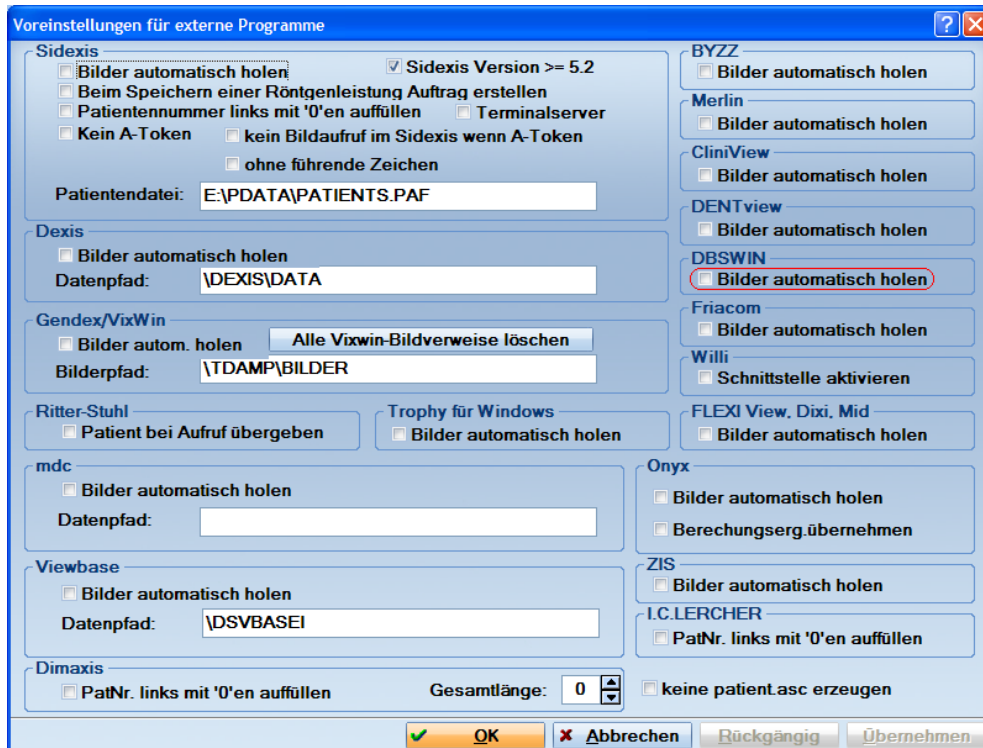 Voreinstellungen für externe Programme
Sidexis
Bilder automatisch holen
Sidexis Version >= 5.2
Beim Speichern einer Röntgenleistung Auftrag erstellen
Patientennummer links mit '0' auffüllen
Terminalserver
Kein A-Token
kein Bildaufruf im Sidexis wenn A-Token
ohne führende Zeichen
Patientendatei:
E:\PDATA\PATIENTS.PAF
Dexis
Bilder automatisch holen
Datenpfad:
\DEXIS\DATA
Gendex/VixWin
Bilder autom. holen
Alle Vixwin-Bildverweise löschen
Bilderpfad:
\TDAMP\BILDER
Ritter-Stuhl
Patient bei Aufruf übergeben
Trophy für Windows
Bilder automatisch holen
mdc
Bilder automatisch holen
Datenpfad:
Viewbase
Bilder automatisch holen
Datenpfad:
\DSVBASEI
Dimaxis
PatNr. links mit '0'en auffüllen
Gesamtlänge:
0
BYZZ
Bilder automatisch holen
Merlin
Bilder automatisch holen
CliniView
Bilder automatisch holen
DENTview
Bilder automatisch holen
DBSWIN
Bilder automatisch holen
Friacom
Bilder automatisch holen
Willi
Schnittstelle aktivieren
FLEXI View, Dixi, Mid
Bilder automatisch holen
Onyx
Bilder automatisch holen
Berechungserg.übernehmen
ZIS
Bilder automatisch holen
I.C.LERCHER
PatNr. links mit '0'en auffüllen
keine patient.asc erzeugen
OK
Abbrechen
Rückgängig
Übernehmen